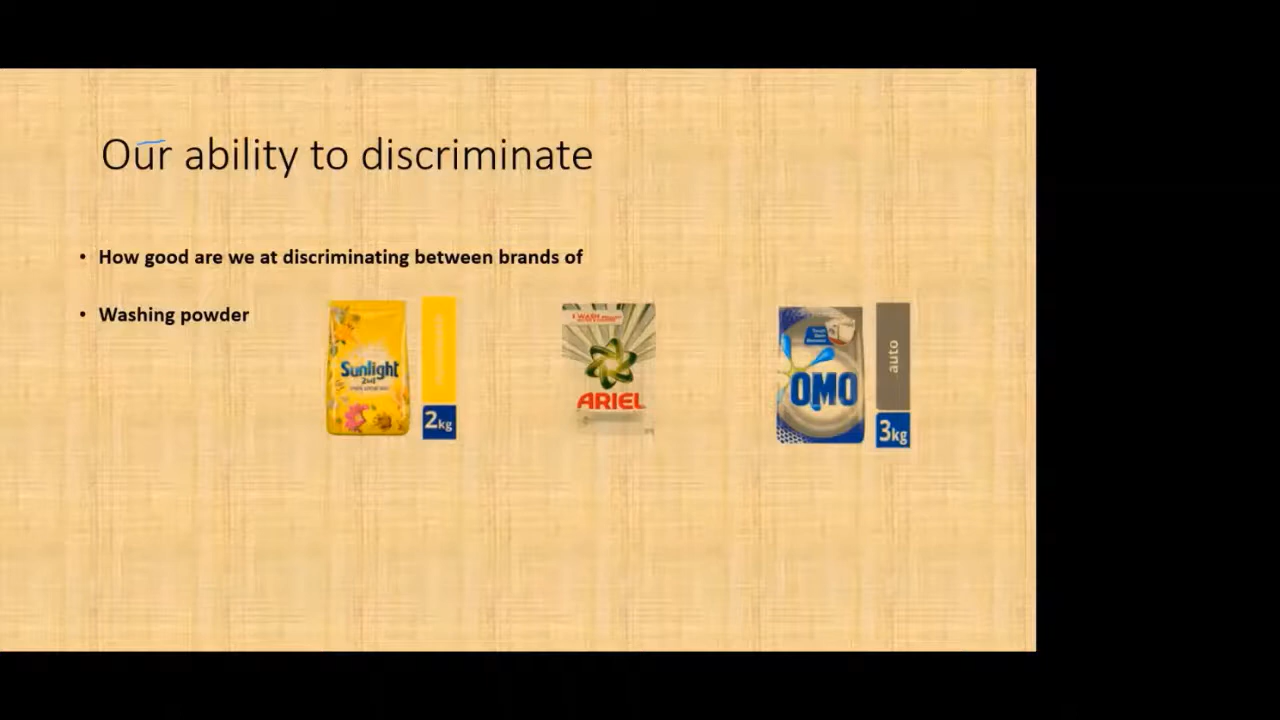 Our ability to discriminate
• How good are we at discriminating between brands of
• Washing powder
Sunlight
2in1
2kg
ARIEL
OMO
auto
3kg